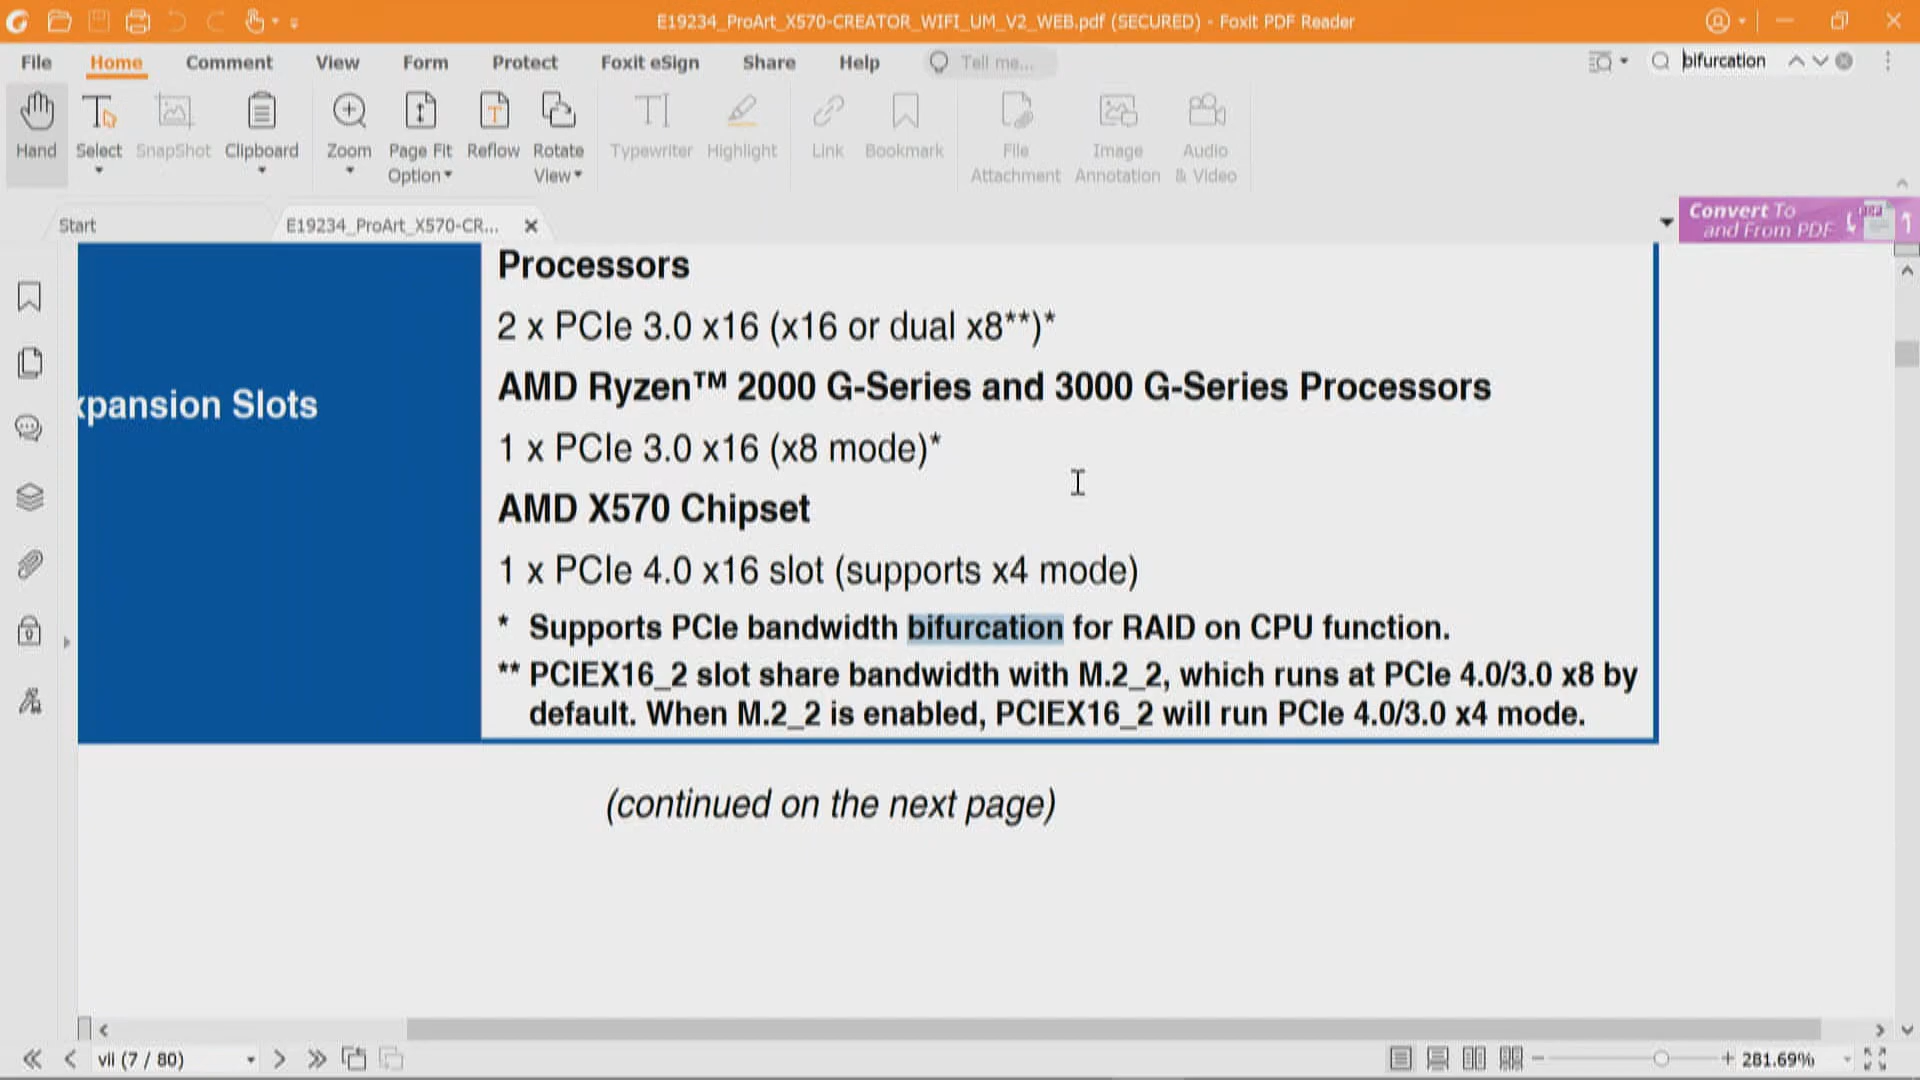 E19234_ProArt_X570-CREATOR_WIFI_UM_V2_WEB.pdf (SECURED) - Foxit PDF Reader
File Home Comment View Form Protect Foxit eSign Share Help Tell me... bifurcation
Hand Select SnapShot Clipboard Zoom Page Fit Option Reflow Rotate View Typewriter Highlight Link Bookmark File Attachment Image Annotation Audio & Video
Start E19234_ProArt_X570-CR...
Convert To
and From PDF
Processors
2 x PCIe 3.0 x16 (x16 or dual x8**)*
AMD Ryzen™ 2000 G-Series and 3000 G-Series Processors
xpansion Slots
1 x PCIe 3.0 x16 (x8 mode)*
AMD X570 Chipset
1 x PCIe 4.0 x16 slot (supports x4 mode)
* Supports PCIe bandwidth bifurcation for RAID on CPU function.
** PCIEX16_2 slot share bandwidth with M.2_2, which runs at PCIe 4.0/3.0 x8 by
default. When M.2_2 is enabled, PCIEX16_2 will run PCIe 4.0/3.0 x4 mode.
(continued on the next page)
vii (7 / 80)
281.69%